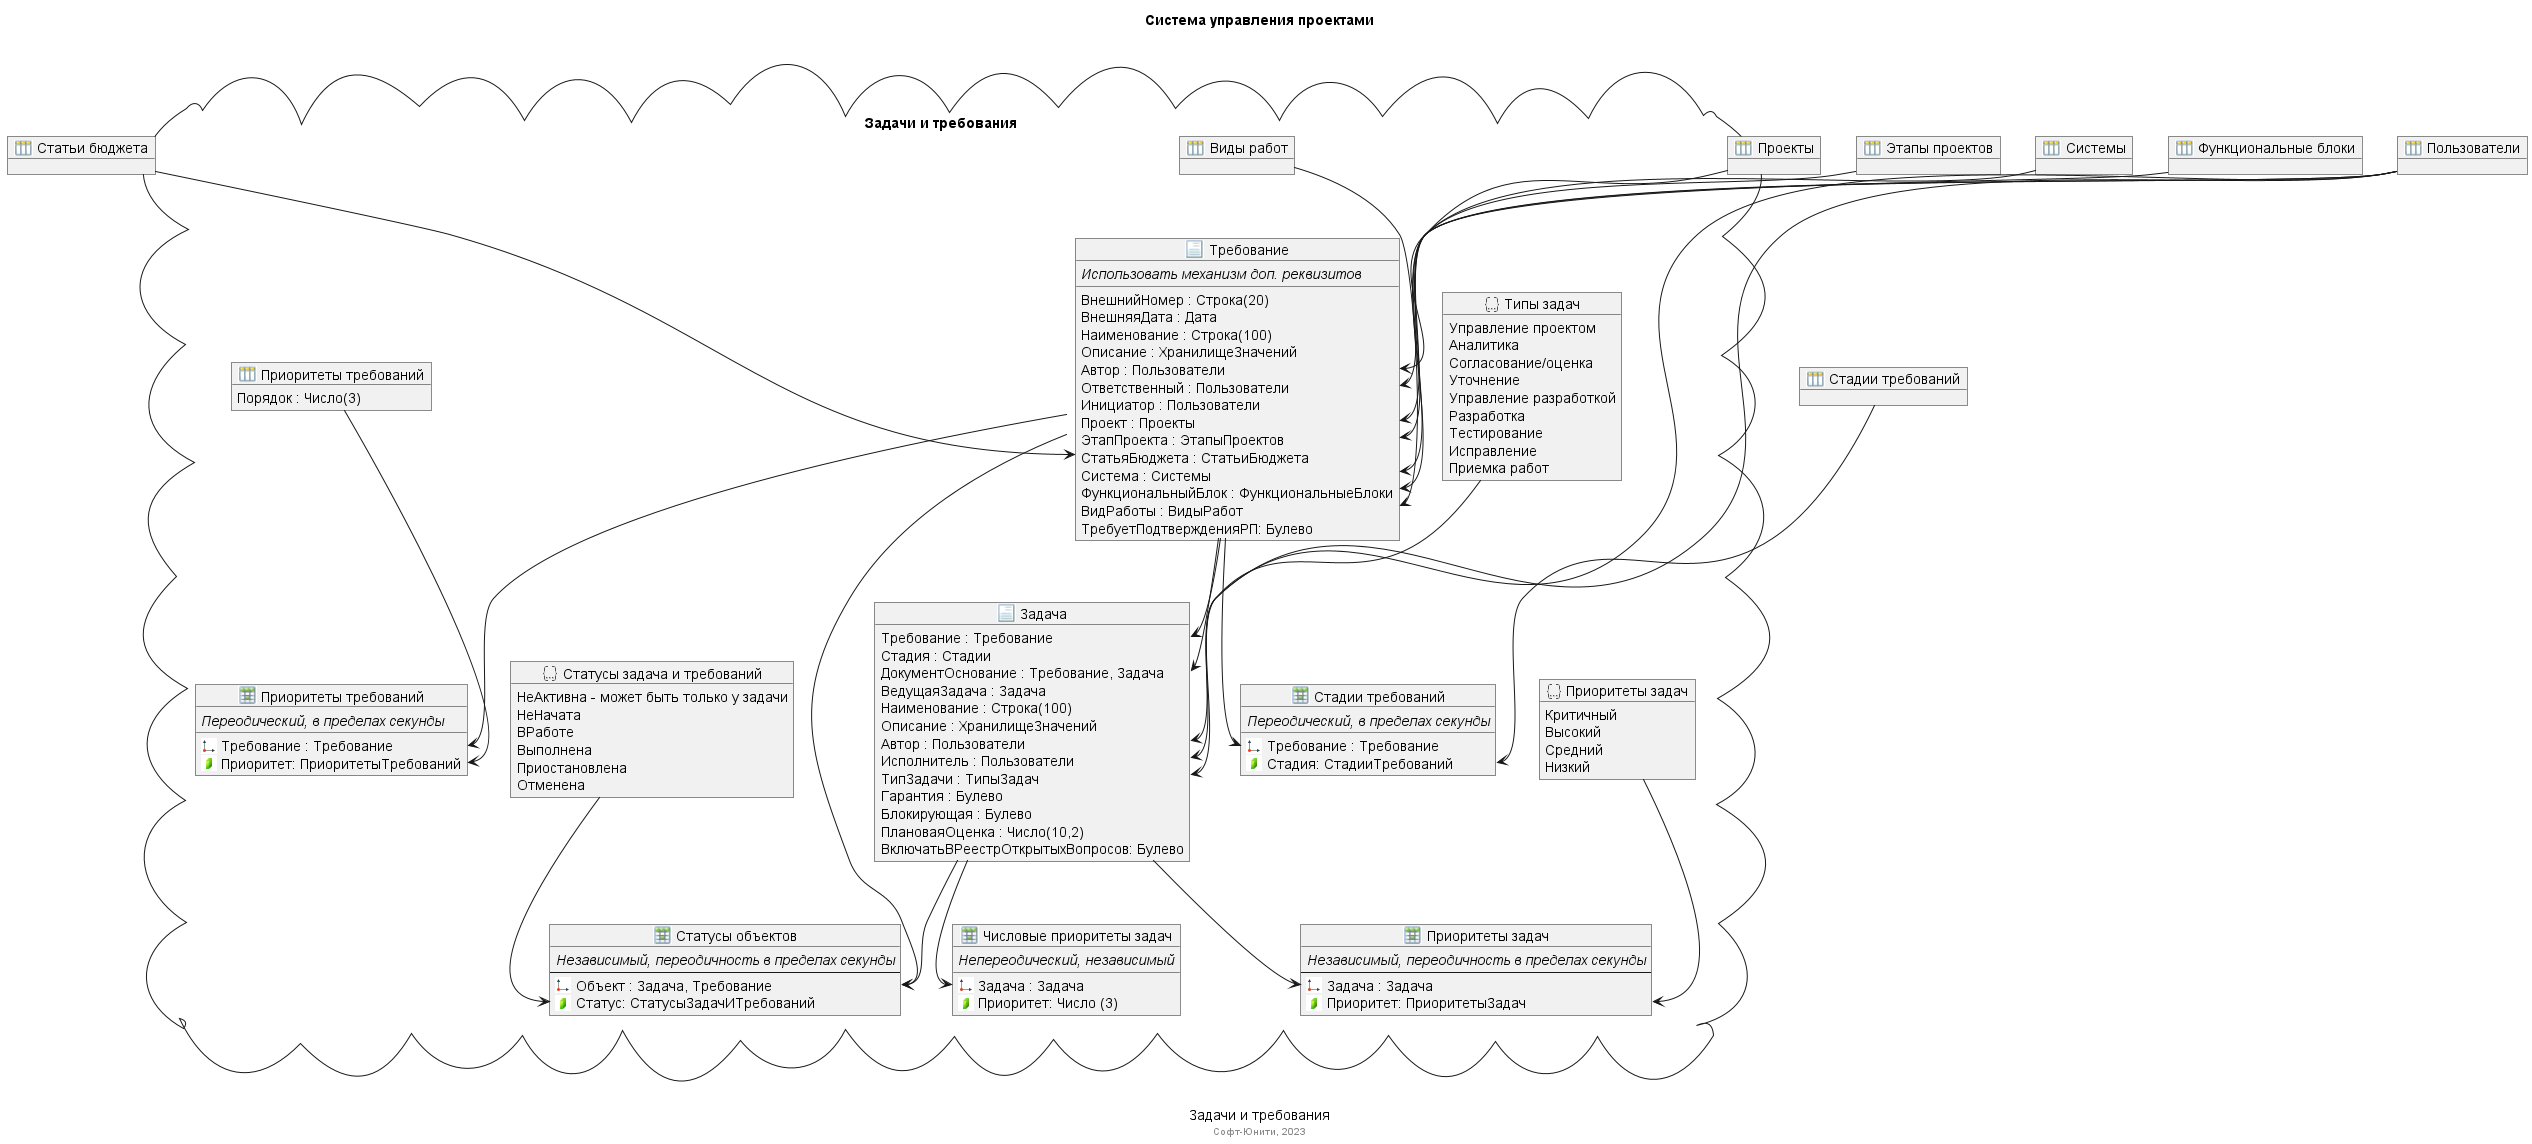 Система управления проектами
Задачи и требования
Статьи бюджета
Виды работ
Проекты
Этапы проектов
Системы
Функциональные блоки
Пользователи
Требование
Использовать механизм доп. реквизитов
ВнешнийНомер : Строка(20)
ВнешняяДата : Дата
Наименование : Строка(100)
Описание : ХранилищеЗначений
Автор : Пользователи
Ответственный : Пользователи
Инициатор : Пользователи
Проект : Проекты
ЭтапПроекта : ЭтапыПроектов
СтатьяБюджета : СтатьиБюджета
Система : Системы
ФункциональныйБлок : ФункциональныеБлоки
ВидРаботы : ВидыРабот
ТребуетПодтвержденияРП: Булево
{..} Типы задач
Управление проектом
Аналитика
Согласование/оценка
Уточнение
Управление разработкой
Разработка
Тестирование
Исправление
Приемка работ
Приоритеты требований
Порядок : Число(3)
Стадии требований
Задача
Требование : Требование
Стадия : Стадии
ДокументОснование : Требование, Задача
ВедущаяЗадача : Задача
Наименование : Строка(100)
Описание : ХранилищеЗначений
Автор : Пользователи
Исполнитель : Пользователи
ТипЗадачи : ТипыЗадач
Гарантия : Булево
Блокирующая : Булево
ПлановаяОценка : Число(10,2)
ВключатьВРеестрОткрытыхВопросов: Булево
{..} Статусы задача и требований
НеАктивна - может быть только у задачи
НеНачата
ВРаботе
Выполнена
Приостановлена
Отменена
Приоритеты требований
Переодический, в пределах секунды
Требование : Требование
Приоритет: ПриоритетыТребований
Стадии требований
Переодический, в пределах секунды
Требование : Требование
Стадия: СтадииТребований
{..} Приоритеты задач
Критичный
Высокий
Средний
Низкий
Статусы объектов
Независимый, переодичность в пределах секунды
Объект : Задача, Требование
Статус: СтатусыЗадачИТребований
Числовые приоритеты задач
Непереодический, независимый
Задача : Задача
Приоритет: Число (3)
Приоритеты задач
Независимый, переодичность в пределах секунды
Задача : Задача
Приоритет: ПриоритетыЗадач
Задачи и требования
Софт-Юнити, 2023